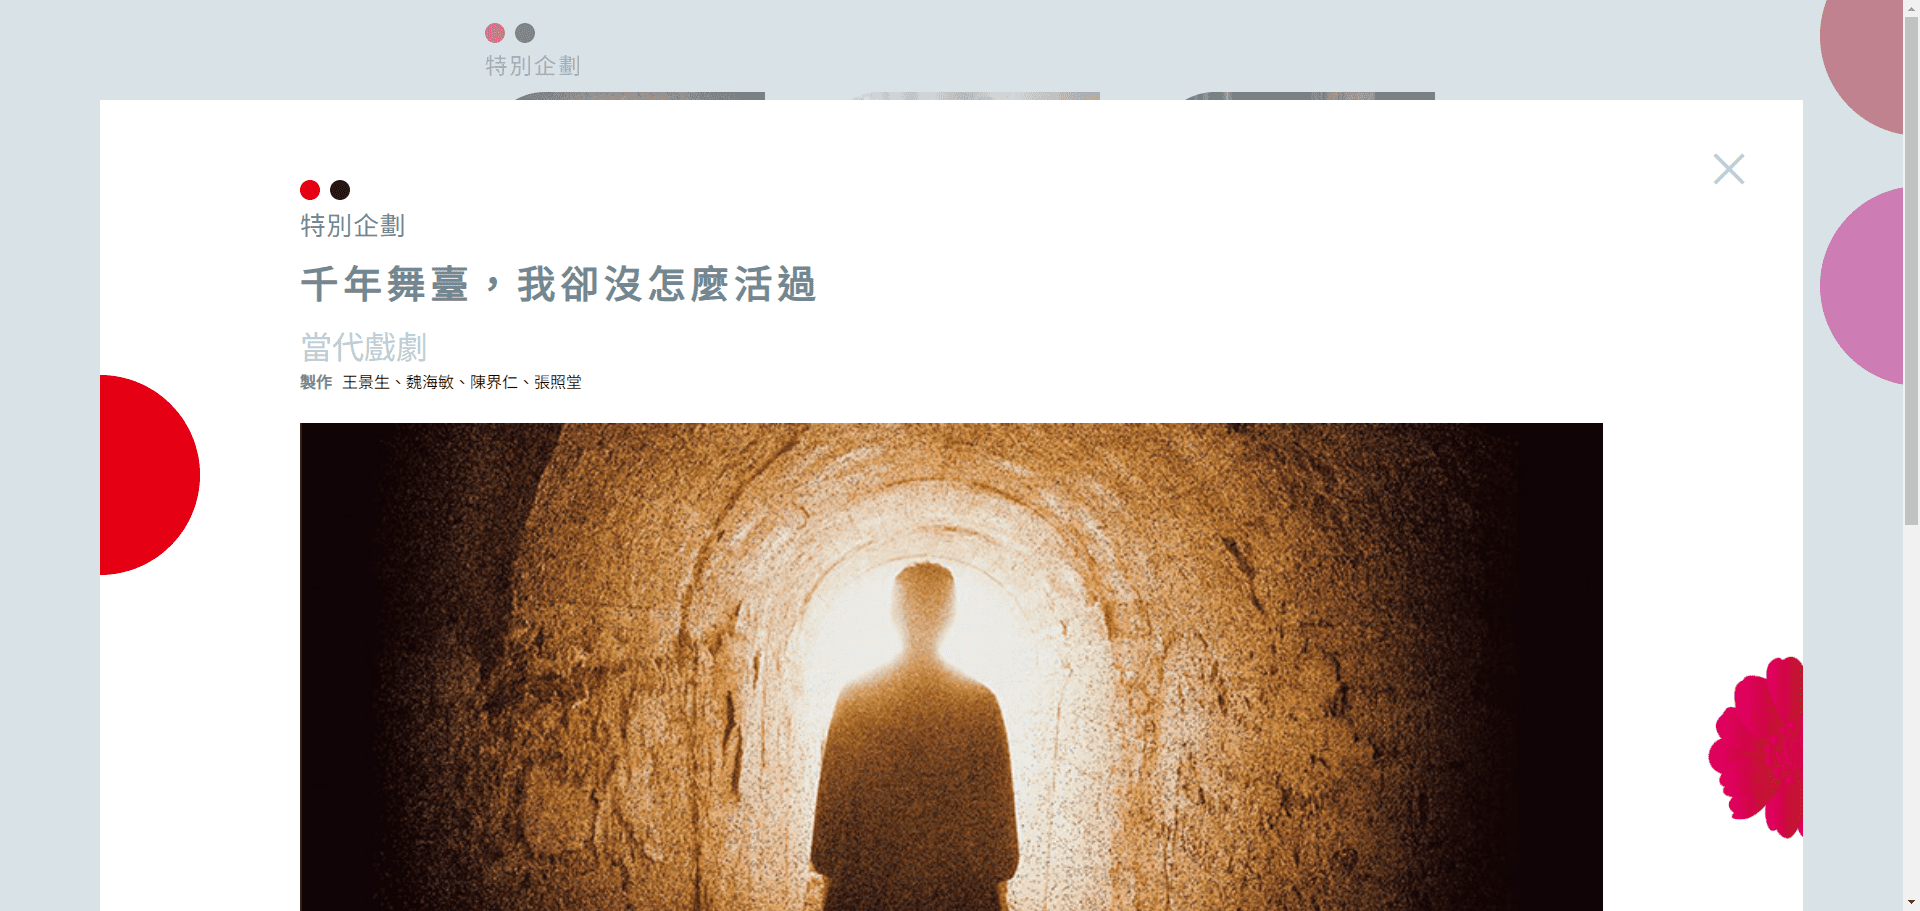 特別企劃
特別企劃
千年舞臺，我卻沒怎麼活過
當代戲劇
製作 王景生、魏海敏、陳界仁、張照堂